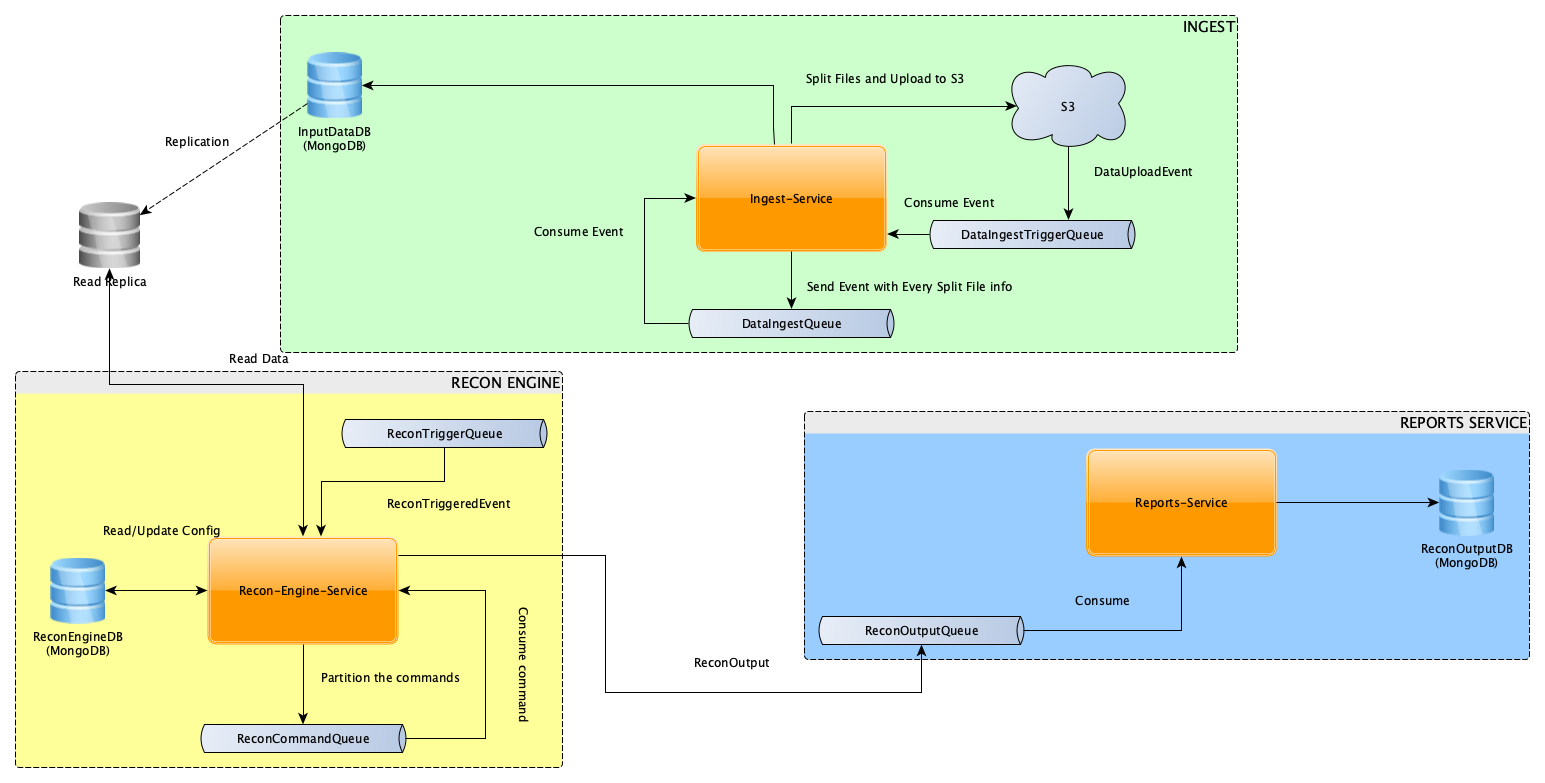 INGEST
Split Files and Upload to S3
S3
InputDataDB
(MongoDB)
Replication
DataUploadEvent
Ingest-Service
Consume Event
Consume Event
DataIngestTriggerQueue
Read Replica
Send Event with Every Split File info
DataIngestQueue
Read Data
RECON ENGINE
ReconTriggerQueue
ReconTriggeredEvent
Read/Update Config
Recon-Engine-Service
ReconEngineDB
(MongoDB)
Consume command
Partition the commands
ReconCommandQueue
ReconOutput
REPORTS SERVICE
Reports-Service
ReconOutputDB
(MongoDB)
Consume
ReconOutputQueue